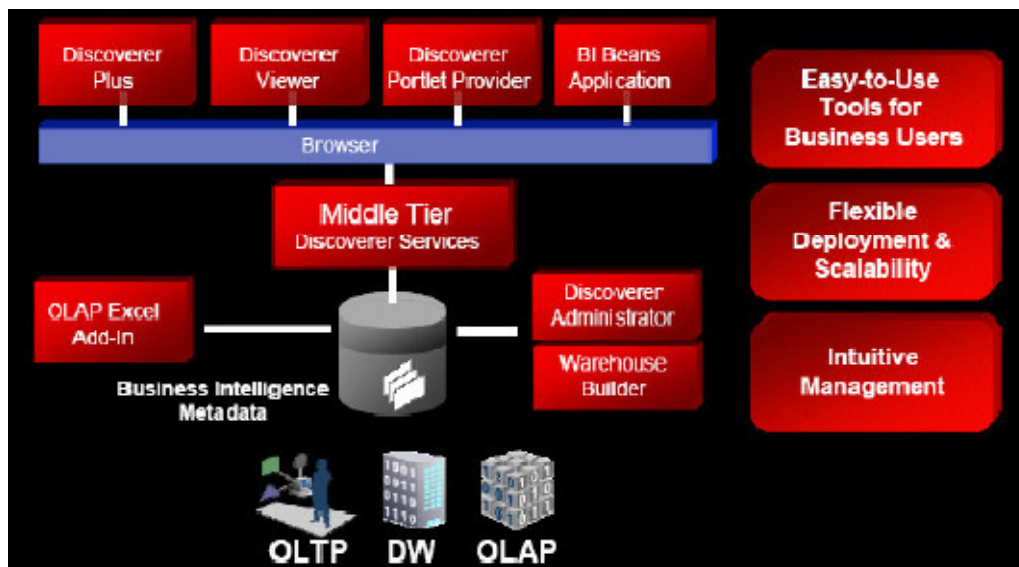 Discoverer
Plus
Discoverer
Viewer
Discoverer
Portlet Provider
BI Beans
Application
Browser
Middle Tier
Discoverer Services
OLAP Excel
Add-In
Business Intelligence
Metadata
Discoverer
Administrator
Warehouse
Builder
OLTP
DW
OLAP
Easy-to-Use
Tools for
Business Users
Flexible
Deployment &
Scalability
Intuitive
Management